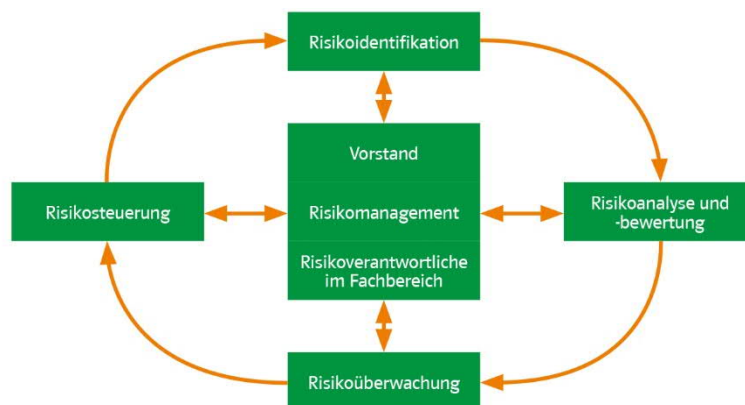 Risikoidentifikation
Vorstand
Risikosteuerung
Risikomanagement
Risikoanalyse und
-bewertung
Risikoverantwortliche
im Fachbereich
Risikoüberwachung